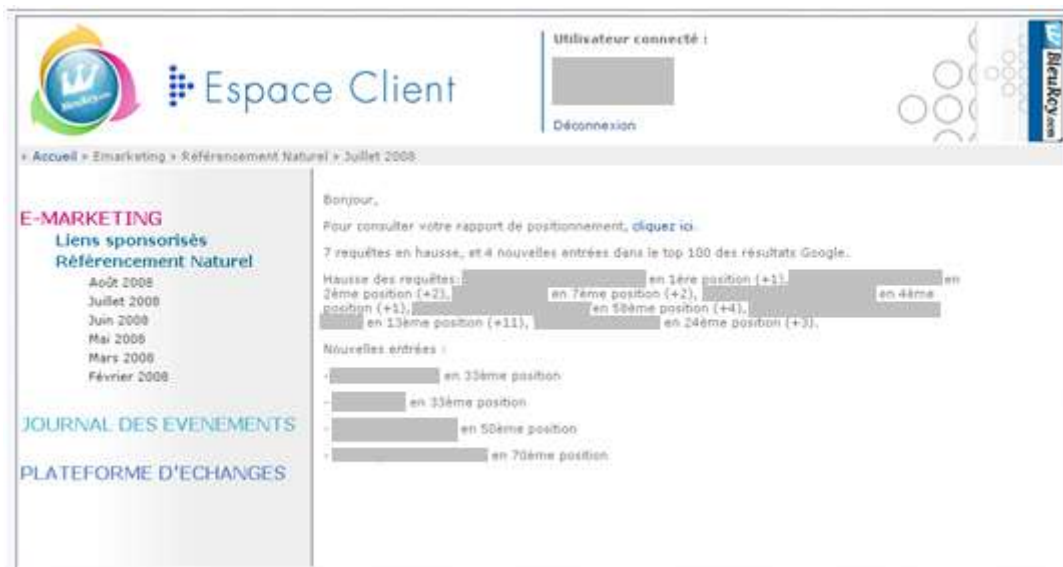 BleuRoy.com
Espace Client
Utilisateur connecté :
Déconnexion
BleuRoy.com
» Accueil » Emarketing » Référencement Naturel » Juillet 2008
E-MARKETING
Liens sponsorisés
Référencement Naturel
Août 2008
Juillet 2008
Juin 2008
Mai 2008
Mars 2008
Février 2008
JOURNAL DES EVENEMENTS
PLATEFORME D'ECHANGES
Bonjour,
Pour consulter votre rapport de positionnement, cliquez ici.
7 requêtes en hausse, et 4 nouvelles entrées dans le top 100 des résultats Google.
Hausse des requêtes: en 1ère position (+1), en
2ème position (+2), en 7ème position (+2), en 4ème
position (+1), en 58ème position (+4),
en 13ème position (+11), en 24ème position (+3).
Nouvelles entrées :
- en 33ème position
- en 33ème position
- en 50ème position
- en 70ème position